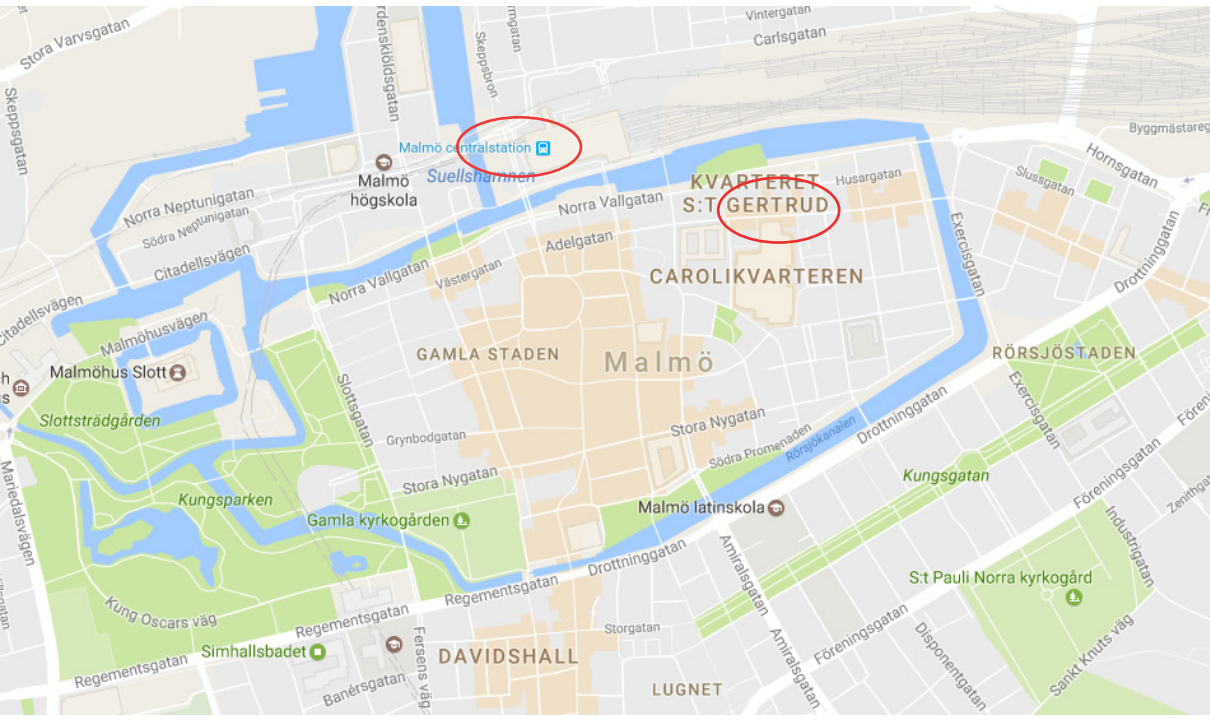 Vintergatan
Carlsgatan
Stora Varvsgatan
Skeppsbron
Skeppsgatan
Byggmästareg
Malmö centralstation
Hornsgatan
Malmö
högskola
Suellshamnen
KVARTERET
S:T GERTRUD
Husargatan
Slussgatan
Norra Neptunigatan
Södra Neptunigatan
Norra Vallgatan
Adelgatan
Exercisgatan
Drottninggatan
Citadellsvägen
Västergatan
Norra Vallgatan
CAROLIKVARTEREN
Citadellsvägen
Malmöhusvägen
GAMLA STADEN
Malmö
RÖRSJÖSTADEN
Malmöhus Slott
Slottsträdgården
Slottsgatan
Exercisgatan
Drottninggatan
Stora Nygatan
Grynbodgatan
Södra Promenaden
Rörsjökanalen
Stora Nygatan
Kungsgatan
Föreningsgatan
Mariedalsvägen
Kungsparken
Gamla kyrkogården
Malmö latinskola
Industrigatan
Drottninggatan
Amiralsgatan
S:t Pauli Norra kyrkogård
Regementsgatan
Kung Oscars väg
Regementsgatan
Storgatan
Föreningsgatan
Disponentgatan
Sankt Knuts väg
Simhallsbadet
Fersens väg
DAVIDSHALL
Amiralsgatan
Regementsgatan
Banérsgatan
LUGNET